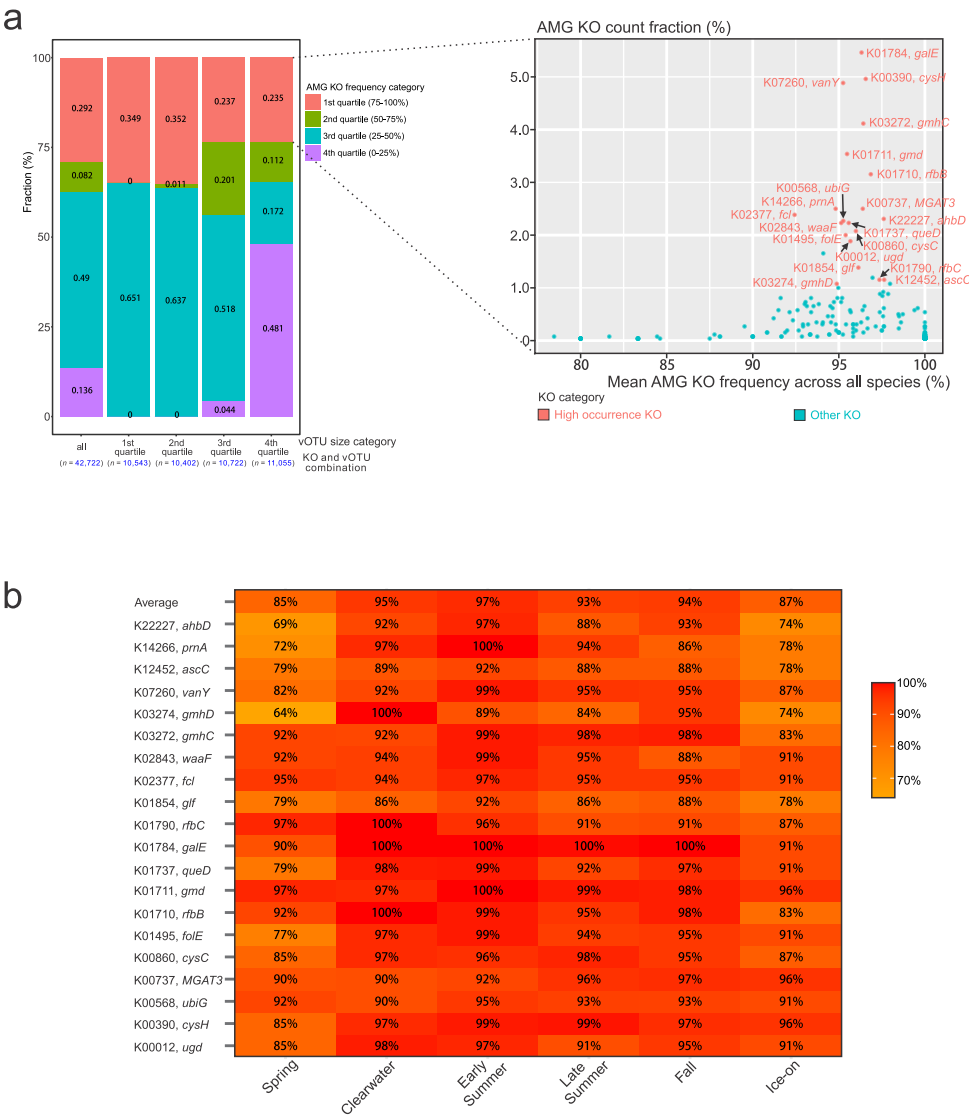 a
100
75
50
25
0
Fraction (%)
0.292
0.082
0.49
0.136
0.349
0
0.651
0
0.352
0.011
0.637
0
0.237
0.201
0.518
0.044
0.235
0.112
0.172
0.481
all
1st quartile
2nd quartile
3rd quartile
4th quartile
vOTU size category
(n = 42,722)
(n = 10,543)
(n = 10,402)
(n = 10,722)
(n = 11,055)
KO and vOTU
combination
AMG KO frequency category
1st quartile (75-100%)
2nd quartile (50-75%)
3rd quartile (25-50%)
4th quartile (0-25%)
AMG KO count fraction (%)
5.0
4.0
3.0
2.0
1.0
.0
K01784, galE
K00390, cysH
K07260, vanY
K03272, gmhC
K01711, gmd
K01710, rfbB
K00568, ubiG
K14266, prnA
K00737, MGAT3
K02377, fcl
K22227, ahbD
K02843, waaF
K01737, queD
K01495, folE
K00860, cysC
K00012, ugd
K01854, glf
K01790, rfbC
K03274, gmhD
K12452, ascC
80
85
90
95
100
Mean AMG KO frequency across all species (%)
KO category
High occurrence KO
Other KO
b
Average 85% 95% 97% 93% 94% 87%
K22227, ahbD 69% 92% 97% 88% 93% 74%
K14266, prnA 72% 97% 100% 94% 86% 78%
K12452, ascC 79% 89% 92% 88% 88% 78%
K07260, vanY 82% 92% 99% 95% 95% 87%
K03274, gmhD 64% 100% 89% 84% 95% 74%
K03272, gmhC 92% 92% 99% 98% 98% 83%
K02843, waaF 92% 94% 99% 95% 88% 91%
K02377, fcl 95% 94% 97% 95% 95% 91%
K01854, glf 79% 86% 92% 86% 88% 78%
K01790, rfbC 97% 100% 96% 91% 91% 87%
K01784, galE 90% 100% 100% 100% 100% 91%
K01737, queD 79% 98% 99% 92% 97% 91%
K01711, gmd 97% 97% 100% 99% 98% 96%
K01710, rfbB 92% 100% 99% 95% 98% 83%
K01495, folE 77% 97% 99% 94% 95% 91%
K00860, cysC 85% 97% 96% 98% 95% 87%
K00737, MGAT3 90% 90% 92% 96% 97% 96%
K00568, ubiG 92% 90% 95% 93% 93% 91%
K00390, cysH 85% 97% 99% 99% 97% 96%
K00012, ugd 85% 98% 97% 91% 95% 91%
Spring
Clearwater
Early
Summer
Late
Summer
Fall
Ice-on
100%
90%
80%
70%